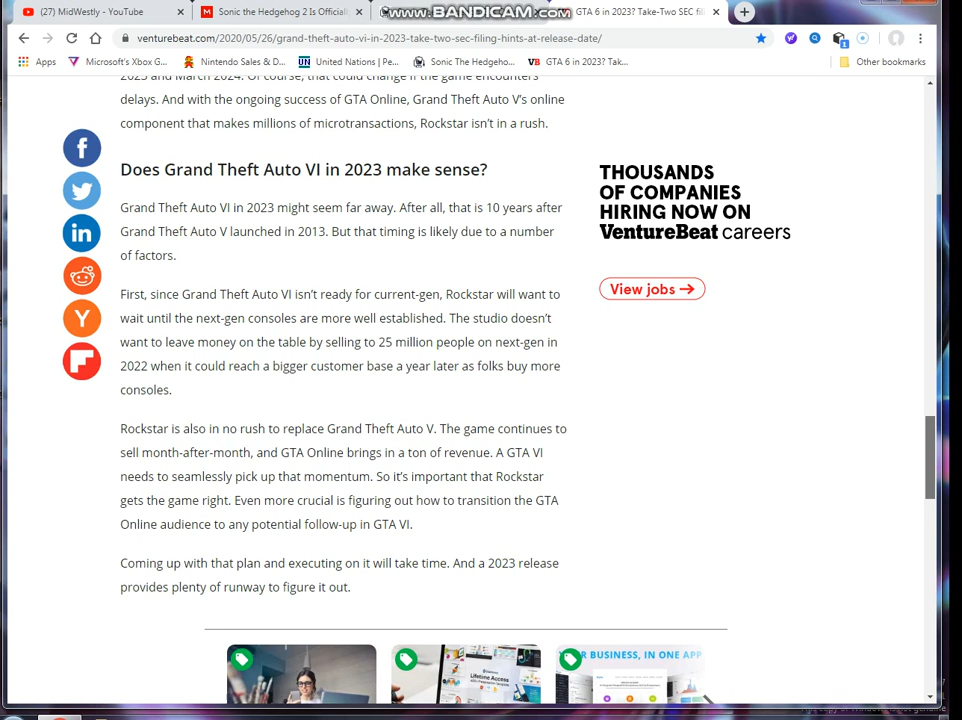 (27) MidWestly - YouTube
Sonic the Hedgehog 2 Is Official
www.BANDICAM.com
GTA 6 in 2023? Take-Two SEC fil
venturebeat.com/2020/05/26/grand-theft-auto-vi-in-2023-take-two-sec-filing-hints-at-release-date/
Apps
Microsoft's Xbox G...
Nintendo Sales & D...
UN United Nations | Pe...
Sonic The Hedgeho...
VB GTA 6 in 2023? Tak...
Other bookmarks
2023 and March 2024. Of course, that could change if the game encounters
delays. And with the ongoing success of GTA Online, Grand Theft Auto V's online
component that makes millions of microtransactions, Rockstar isn't in a rush.
Does Grand Theft Auto VI in 2023 make sense?
Grand Theft Auto VI in 2023 might seem far away. After all, that is 10 years after
Grand Theft Auto V launched in 2013. But that timing is likely due to a number
of factors.
First, since Grand Theft Auto VI isn't ready for current-gen, Rockstar will want to
wait until the next-gen consoles are more well established. The studio doesn't
want to leave money on the table by selling to 25 million people on next-gen in
2022 when it could reach a bigger customer base a year later as folks buy more
consoles.
Rockstar is also in no rush to replace Grand Theft Auto V. The game continues to
sell month-after-month, and GTA Online brings in a ton of revenue. A GTA VI
needs to seamlessly pick up that momentum. So it's important that Rockstar
gets the game right. Even more crucial is figuring out how to transition the GTA
Online audience to any potential follow-up in GTA VI.
Coming up with that plan and executing on it will take time. And a 2023 release
provides plenty of runway to figure it out.
THOUSANDS
OF COMPANIES
HIRING NOW ON
VentureBeat careers
View jobs →
Lifetime Access
R BUSINESS, IN ONE APP